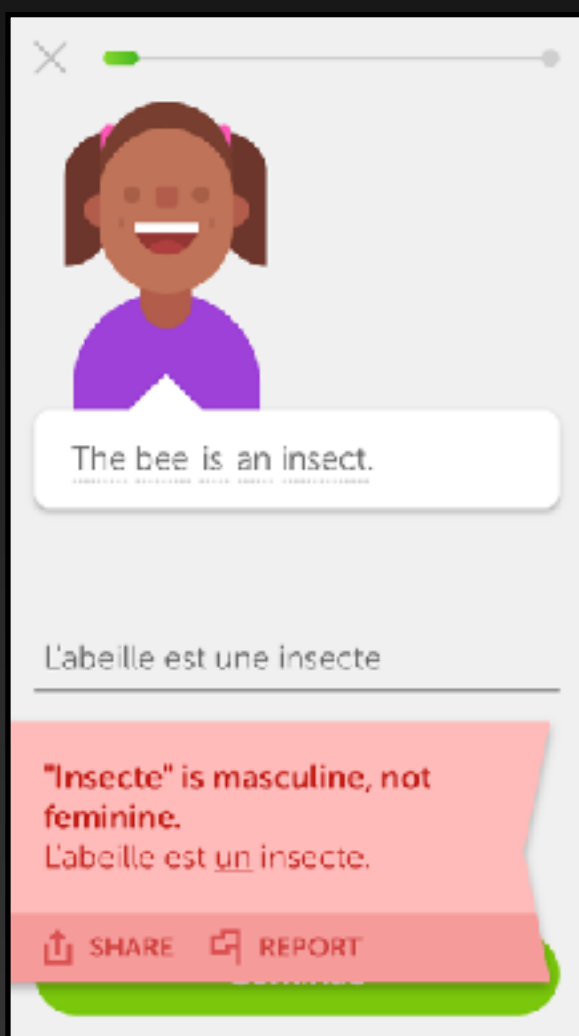 The bee is an insect.
L'abeille est une insecte
"Insecte" is masculine, not
feminine.
L'abeille est un insecte.
SHARE REPORT